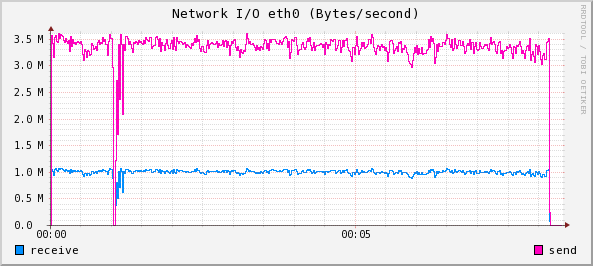 Network I/O eth0 (Bytes/second)
3.5 M
3.0 M
2.5 M
2.0 M
1.5 M
1.0 M
0.5 M
0.0
00:00 00:05
receive send
RRDTOOL / TOBI OETIKER